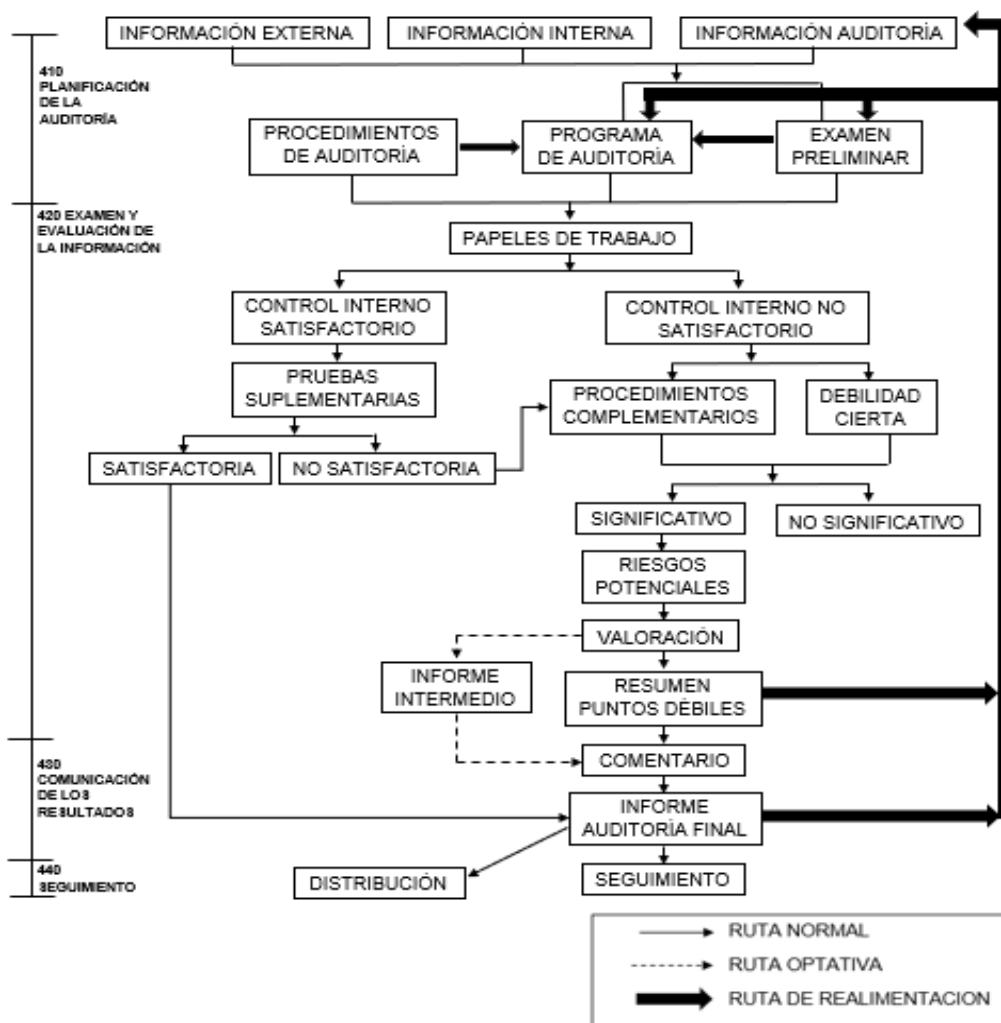 INFORMACIÓN EXTERNA
INFORMACIÓN INTERNA
INFORMACIÓN AUDITORÍA
410
PLANIFICACIÓN
DE LA
AUDITORÍA
PROCEDIMIENTOS
DE AUDITORÍA
PROGRAMA
DE AUDITORÍA
EXAMEN
PRELIMINAR
420 EXAMEN Y
EVALUACIÓN DE
LA INFORMACIÓN
PAPELES DE TRABAJO
CONTROL INTERNO
SATISFACTORIO
CONTROL INTERNO NO
SATISFACTORIO
PRUEBAS
SUPLEMENTARIAS
PROCEDIMIENTOS
COMPLEMENTARIOS
DEBILIDAD
CIERTA
SATISFACTORIA
NO SATISFACTORIA
SIGNIFICATIVO
NO SIGNIFICATIVO
RIESGOS
POTENCIALES
VALORACIÓN
INFORME
INTERMEDIO
RESUMEN
PUNTOS DÉBILES
430
COMUNICACIÓN
DE LOS
RESULTADOS
COMENTARIO
INFORME
AUDITORÍA FINAL
440
SEGUIMIENTO
DISTRIBUCIÓN
SEGUIMIENTO
RUTA NORMAL
RUTA OPTATIVA
RUTA DE REALIMENTACION